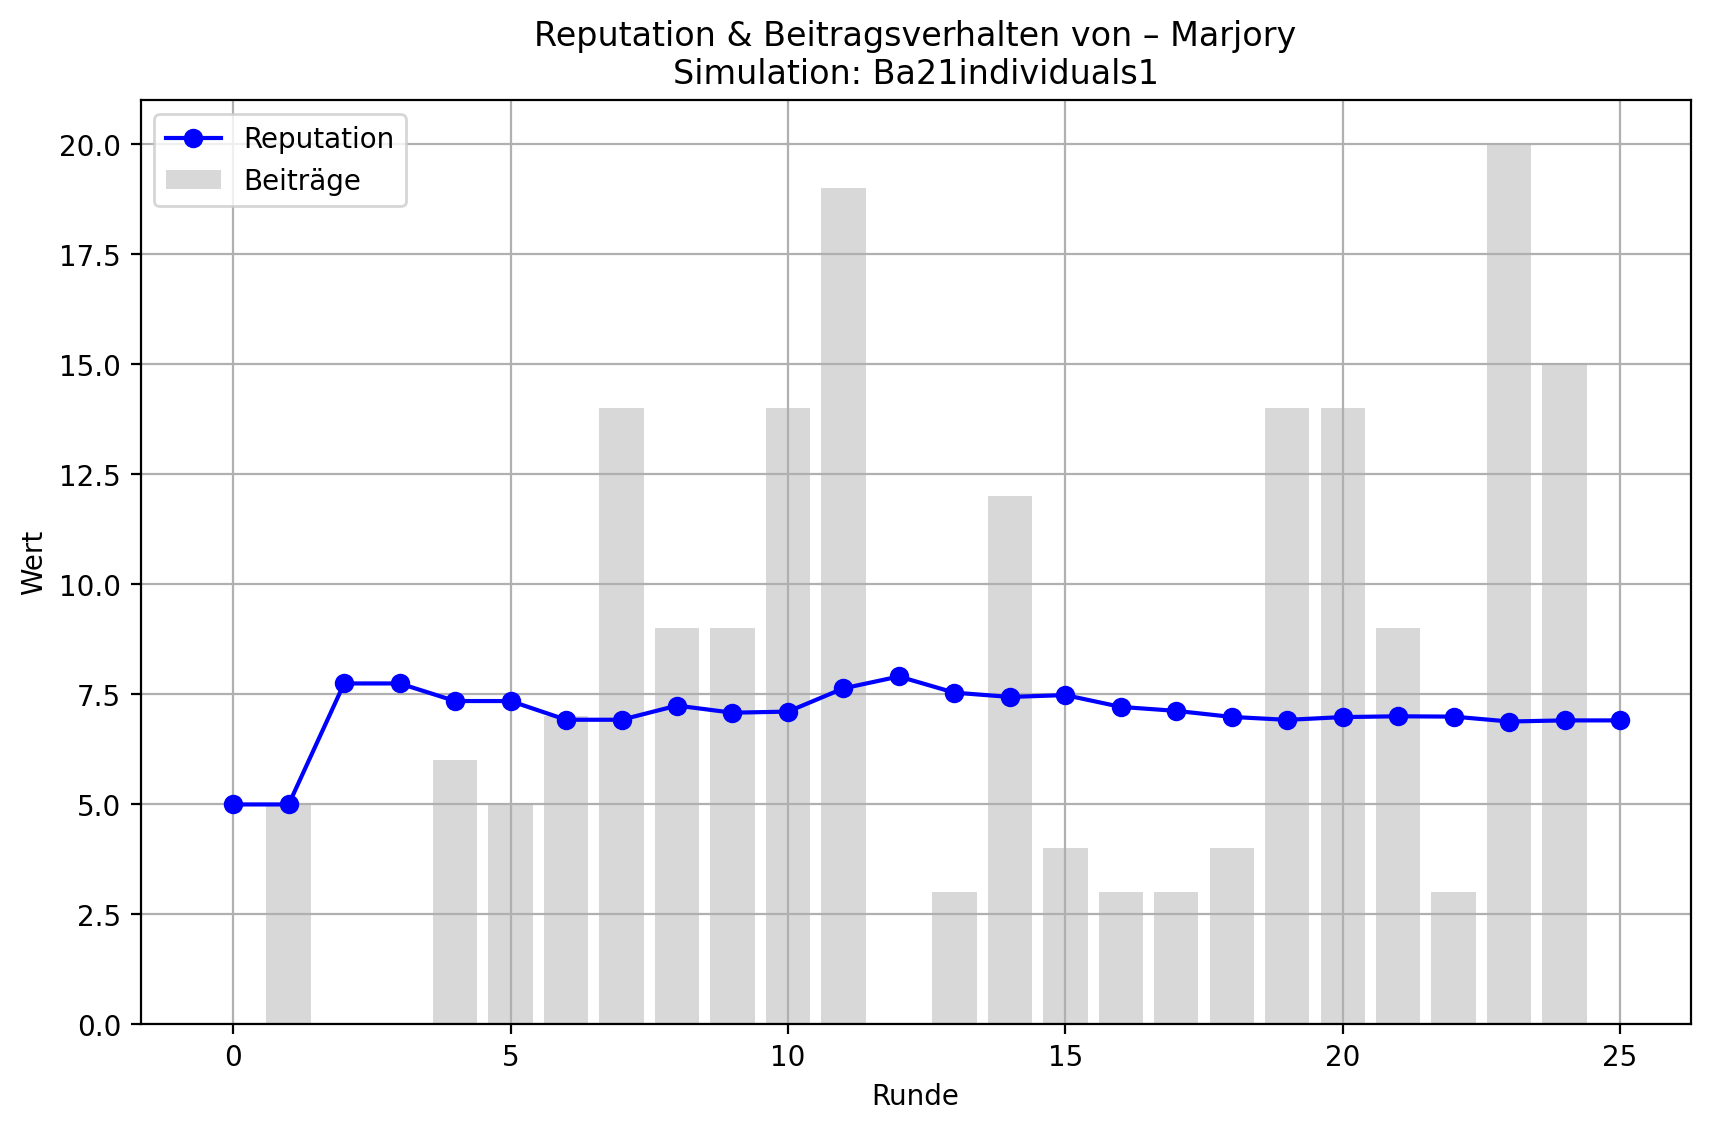 Reputation & Beitragsverhalten von – Marjory
Simulation: Ba21individuals1
Reputation
Beiträge
20.0
17.5
15.0
12.5
10.0
7.5
5.0
2.5
0.0
Wert
0 5 10 15 20 25
Runde